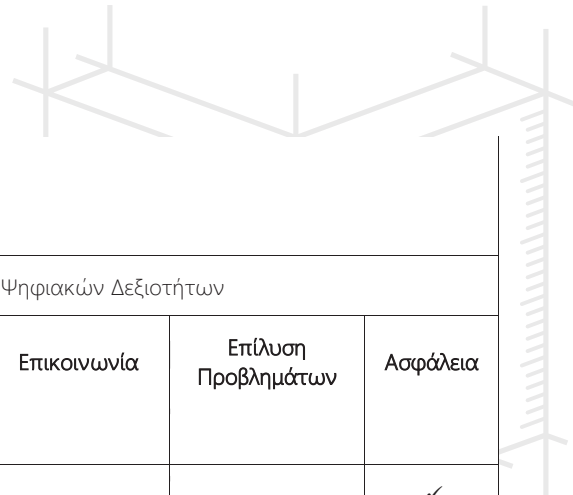 Ψηφιακών Δεξιοτήτων
Επικοινωνία
Επίλυση
Προβλημάτων
Ασφάλεια
✓